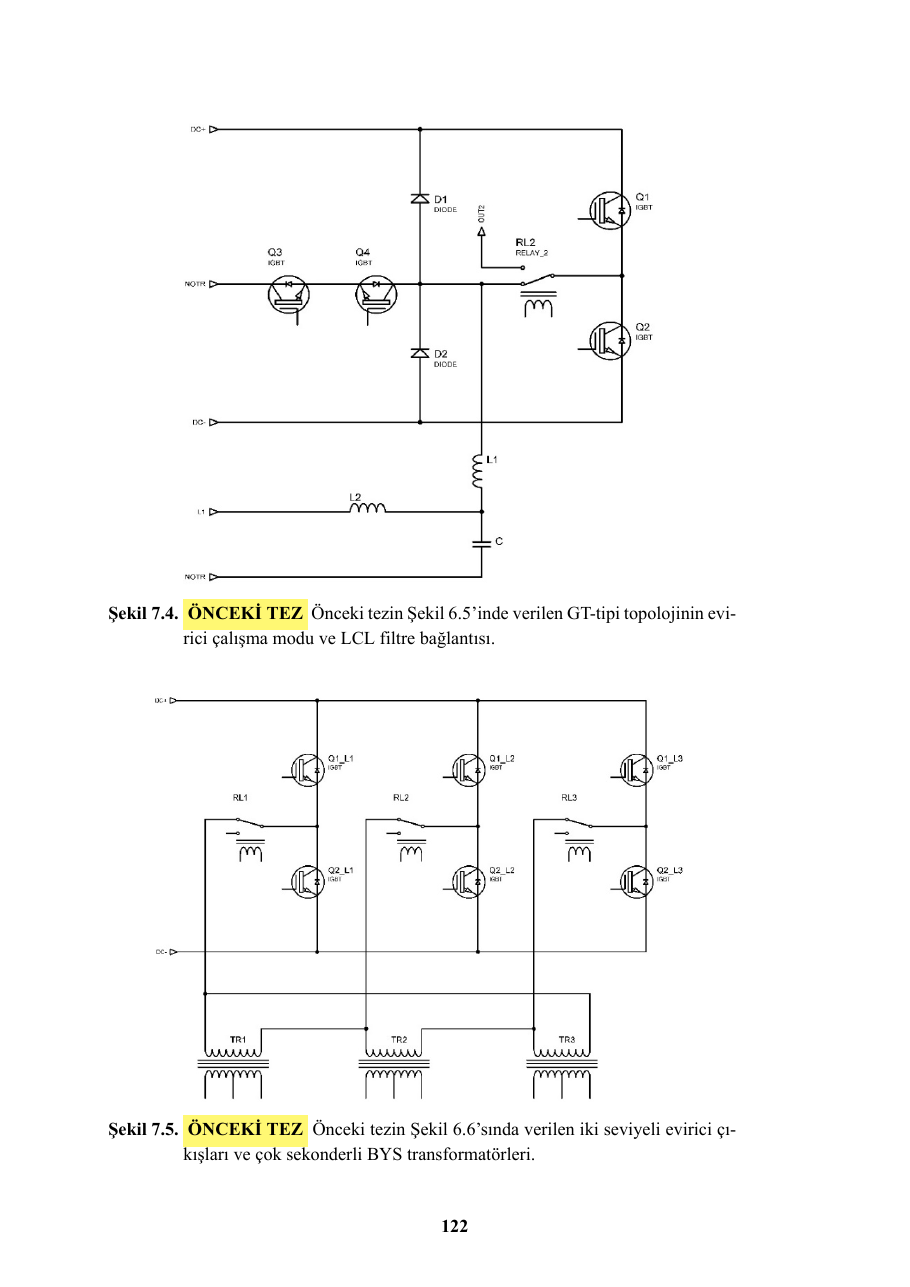 DC+
D1
DIODE
OUT2
Q1
IGBT
RL2
RELAY_2
Q3
IGBT
Q4
IGBT
NOTR
Q2
IGBT
D2
DIODE
DC-
L1
L2
L1
C
NOTR
Şekil 7.4. ÖNCEKİ TEZ Önceki tezin Şekil 6.5’inde verilen GT-tipi topolojinin evi-
rici çalışma modu ve LCL filtre bağlantısı.
DC+
Q1_L1
IGBT
Q1_L2
IGBT
Q1_L3
IGBT
RL1
RL2
RL3
Q2_L1
IGBT
Q2_L2
IGBT
Q2_L3
IGBT
DC-
TR1
TR2
TR3
Şekil 7.5. ÖNCEKİ TEZ Önceki tezin Şekil 6.6’sında verilen iki seviyeli evirici çı-
kışları ve çok sekonderli BYS transformatörleri.
122